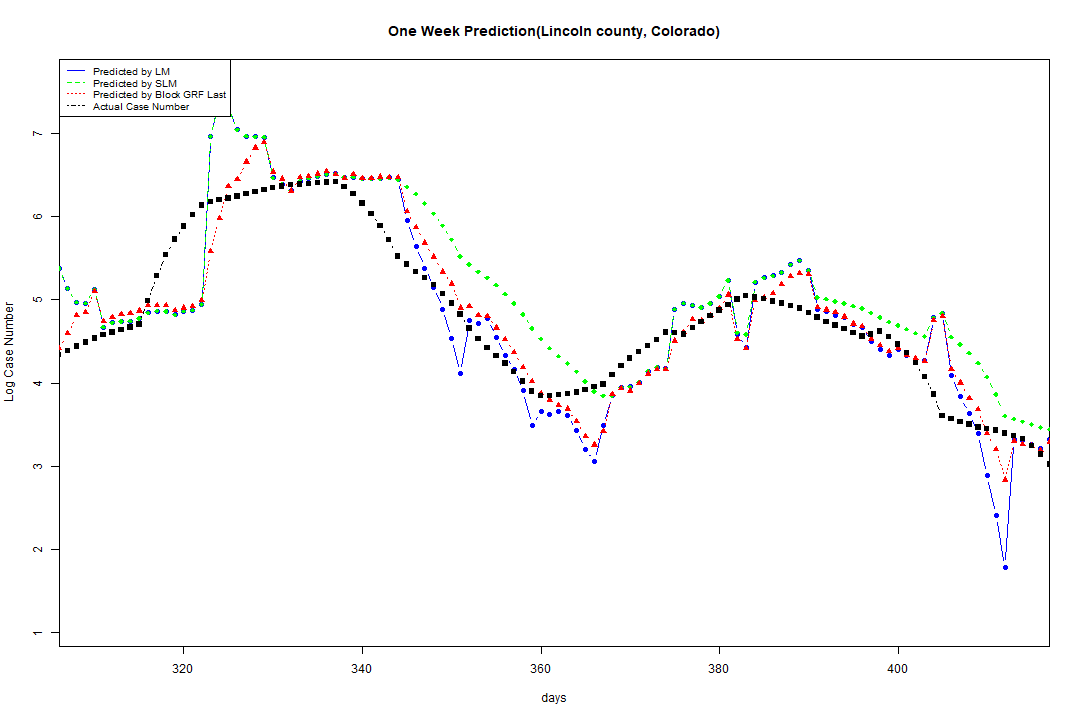 One Week Prediction(Lincoln county, Colorado)
Predicted by LM
Predicted by SLM
Predicted by Block GRF Last
Actual Case Number
7
6
5
4
3
2
1
Log Case Number
320 340 360 380 400
days